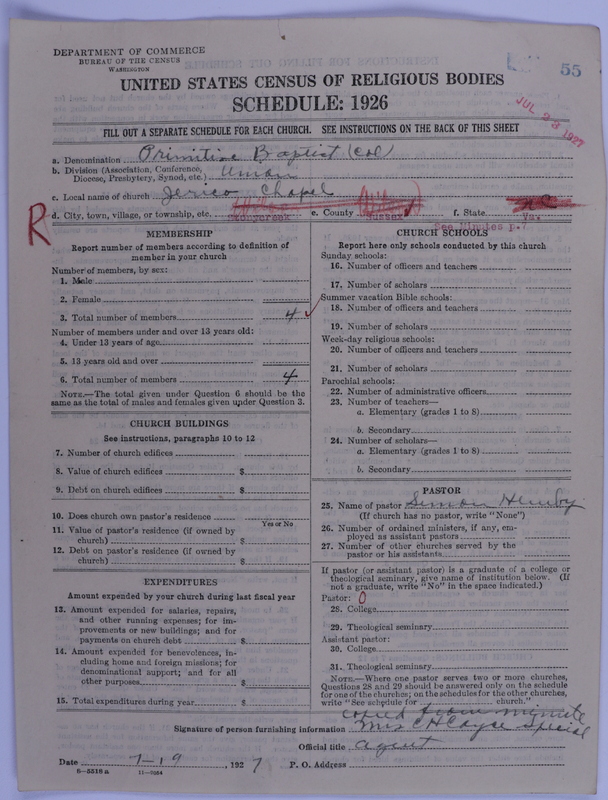 DEPARTMENT OF COMMERCE
BUREAU OF THE CENSUS
WASHINGTON
55
UNITED STATES CENSUS OF RELIGIOUS BODIES
SCHEDULE: 1926
JUL 23 1927
FILL OUT A SEPARATE SCHEDULE FOR EACH CHURCH. SEE INSTRUCTIONS ON THE BACK OF THIS SHEET
a. Denomination Primitive Baptist (Col)
b. Division (Association, Conference, Diocese, Presbytery, Synod, etc.) Union
c. Local name of church Jerico Chapel
d. City, town, village, or township, etc. Stonycreek e. County Sussex f. State Va.
See Minutes p.7
R
MEMBERSHIP
Report number of members according to definition of
member in your church
Number of members, by sex:
1. Male
2. Female
3. Total number of members 4 ✓
Number of members under and over 13 years old:
4. Under 13 years of age
5. 13 years old and over
6. Total number of members 4
NOTE.—The total given under Question 6 should be
same as the total of males and females given under Question 3.
CHURCH BUILDINGS
See instructions, paragraphs 10 to 12
7. Number of church edifices
8. Value of church edifices $
9. Debt on church edifices $
10. Does church own pastor's residence
Yes or No
11. Value of pastor's residence (if owned by
church) $
12. Debt on pastor's residence (if owned by
church) $
EXPENDITURES
Amount expended by your church during last fiscal year
13. Amount expended for salaries, repairs,
and other running expenses; for im-
provements or new buildings; and for
payments on church debt $
14. Amount expended for benevolences, in-
cluding home and foreign missions; for
denominational support; and for all
other purposes $
15. Total expenditures during year $
CHURCH SCHOOLS
Report here only schools conducted by this church
Sunday schools:
16. Number of officers and teachers
17. Number of scholars
Summer vacation Bible schools:
18. Number of officers and teachers
19. Number of scholars
Week-day religious schools:
20. Number of officers and teachers
21. Number of scholars
Parochial schools:
22. Number of administrative officers
23. Number of teachers—
a. Elementary (grades 1 to 8)
b. Secondary
24. Number of scholars—
a. Elementary (grades 1 to 8)
b. Secondary
PASTOR
25. Name of pastor Simon
(If church has no pastor, write "None")
26. Number of ordained ministers, if any, em-
ployed as assistant pastors
27. Number of other churches served by the
pastor or his assistants
If pastor (or assistant pastor) is a graduate of a college or
theological seminary, give name of institution below. (If
not a graduate, write "No" in the space indicated.)
Pastor: 0
28. College
29. Theological seminary
Assistant pastor:
30. College
31. Theological seminary
NOTE.—Where one pastor serves two or more churches,
Questions 28 and 29 should be answered only on the schedule
for one of the churches; on the schedules for the other churches,
write "See schedule for church."
copied from minute
Signature of person furnishing information Mrs C H Cayse Special
Official title agent
Date 7-19, 1927 P. O. Address
8-5518 a 11-9054